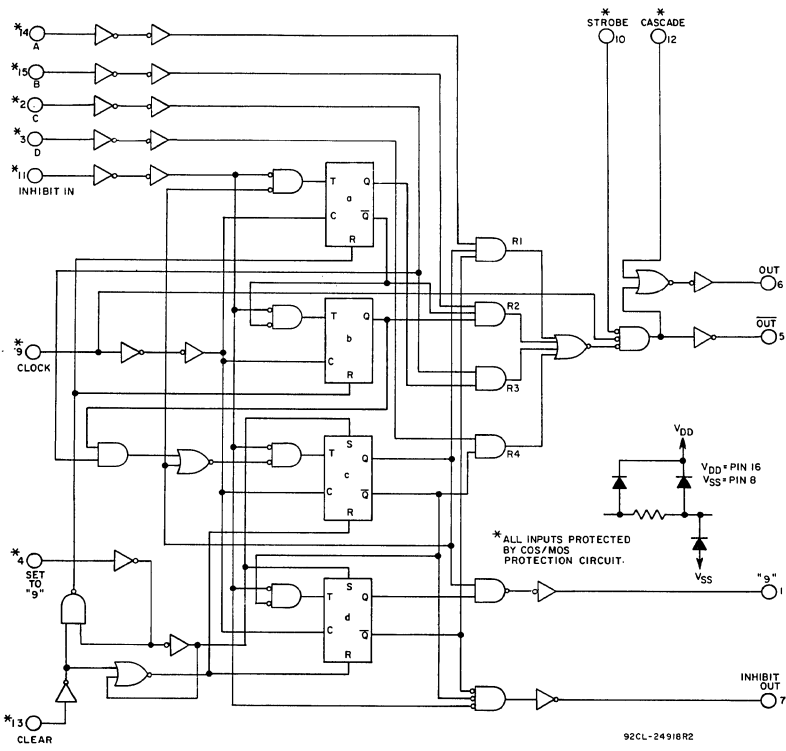 *14
A
*15
B
*2
C
*3
D
*11
INHIBIT IN
*
STROBE
10
*
CASCADE
12
T
Q
a
C
Q̅
R
R1
T
Q
b
C
Q̅
R
R2
R3
R4
OUT
6
O̅U̅T̅
5
*
9
CLOCK
S
T
Q
c
C
Q̅
R
S
T
Q
d
C
Q̅
R
VDD
VDD = PIN 16
VSS = PIN 8
VSS
*ALL INPUTS PROTECTED
BY COS/MOS
PROTECTION CIRCUIT.
*4
SET
TO
"9"
"9"
1
INHIBIT
OUT
7
*13
CLEAR
92CL-24918R2